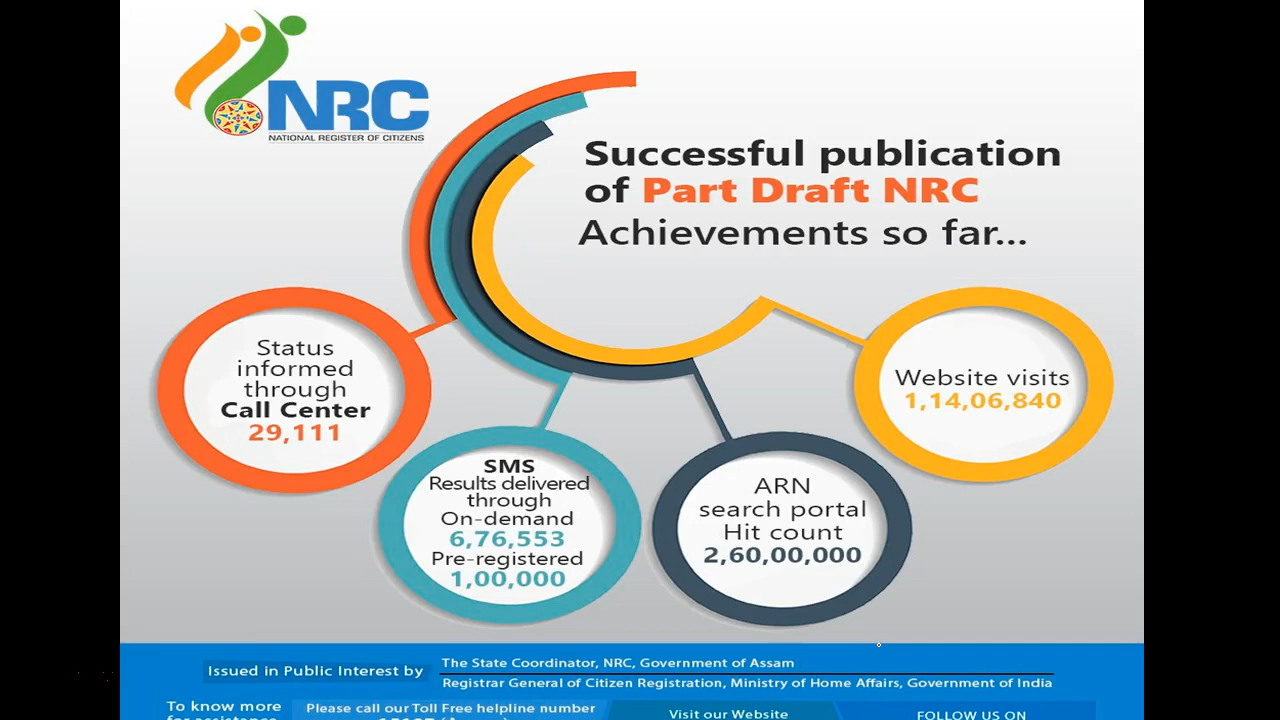 NRC
NATIONAL REGISTER OF CITIZENS
Successful publication
of Part Draft NRC
Achievements so far...
Status
informed
through
Call Center
29,111
SMS
Results delivered
through
On-demand
6,76,553
Pre-registered
1,00,000
ARN
search portal
Hit count
2,60,00,000
Website visits
1,14,06,840
Issued in Public Interest by
The State Coordinator, NRC, Government of Assam
Registrar General of Citizen Registration, Ministry of Home Affairs, Government of India
To know more
Please call our Toll Free helpline number
Visit our Website
FOLLOW US ON